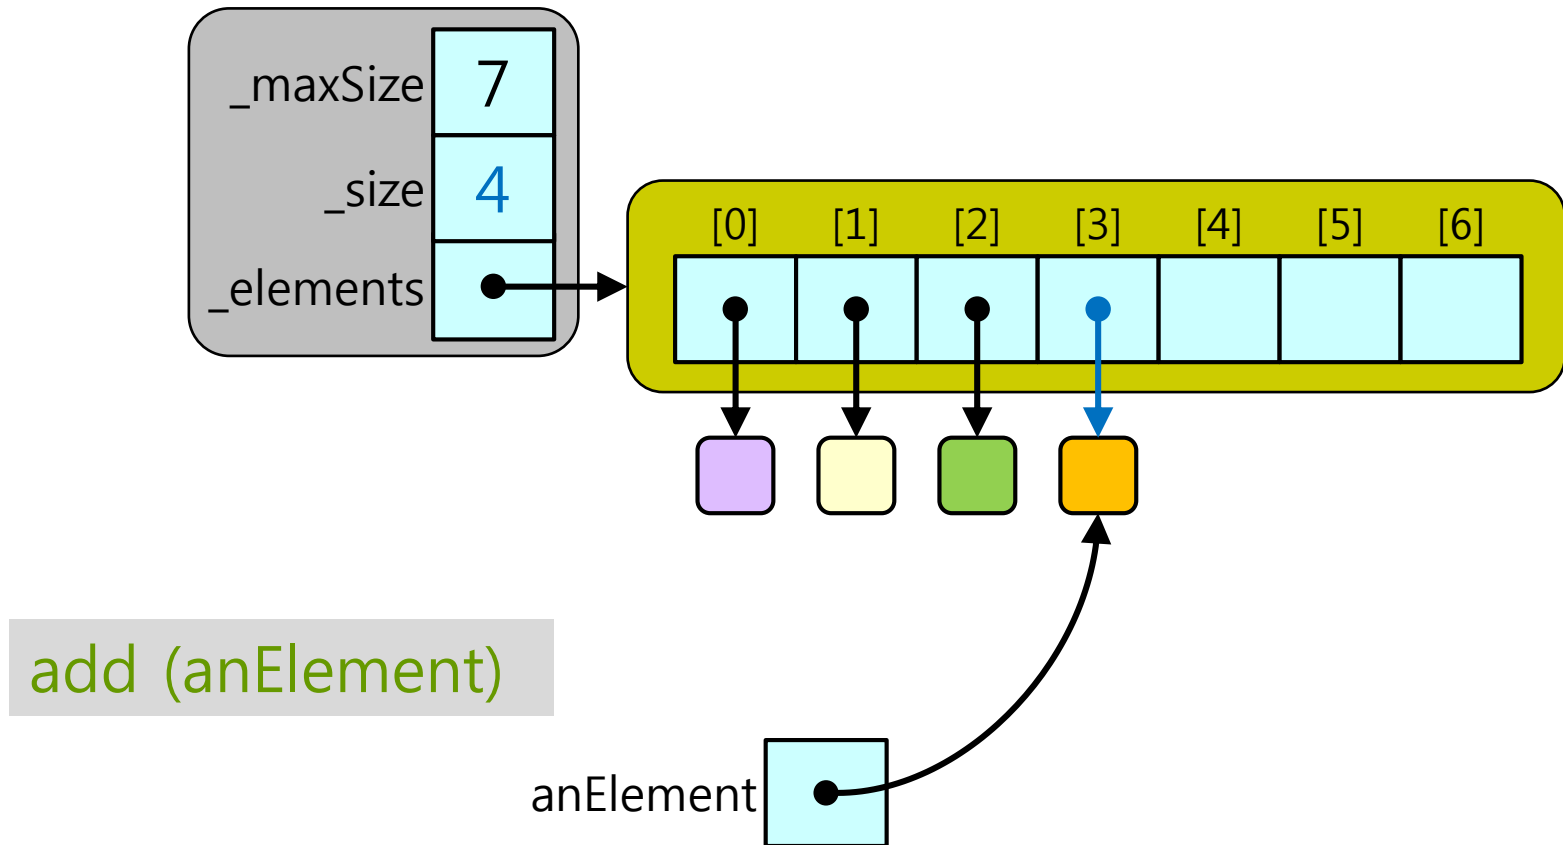 _maxSize 7
_size 4
[0] [1] [2] [3] [4] [5] [6]
_elements
add (anElement)
anElement